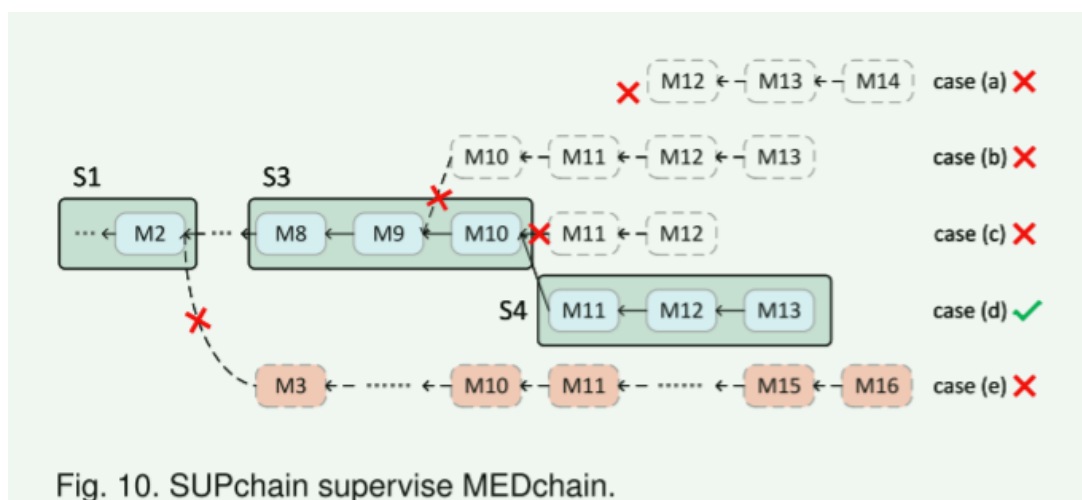 M12 M13 M14 case (a)
M10 M11 M12 M13 case (b)
S1 S3
... M2 ... M8 M9 M10 M11 M12 case (c)
S4 M11 M12 M13 case (d)
M3 ...... M10 M11 ...... M15 M16 case (e)
Fig. 10. SUPchain supervise MEDchain.